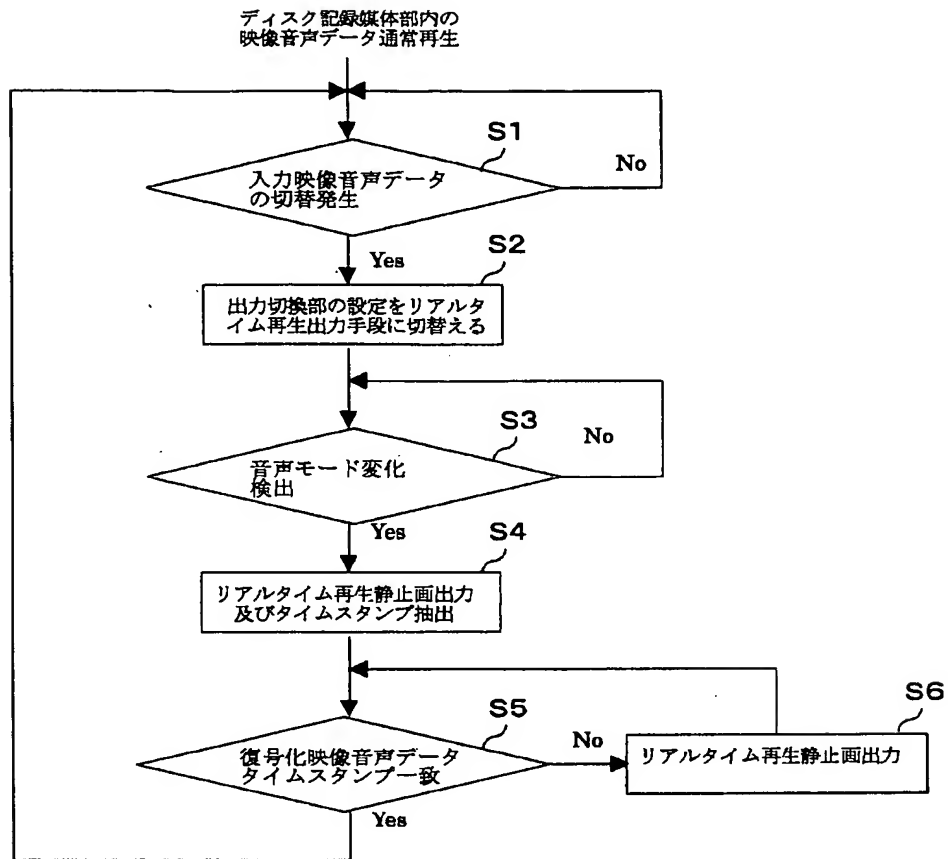 ディスク記録媒体部内の
映像音声データ通常再生
S1
No
入力映像音声データ
の切替発生
Yes
S2
出力切換部の設定をリアルタ
イム再生出力手段に切替える
S3
No
音声モード変化
検出
Yes
S4
リアルタイム再生静止画出力
及びタイムスタンプ抽出
S5
S6
復号化映像音声データ
タイムスタンプ一致
No
リアルタイム再生静止画出力
Yes